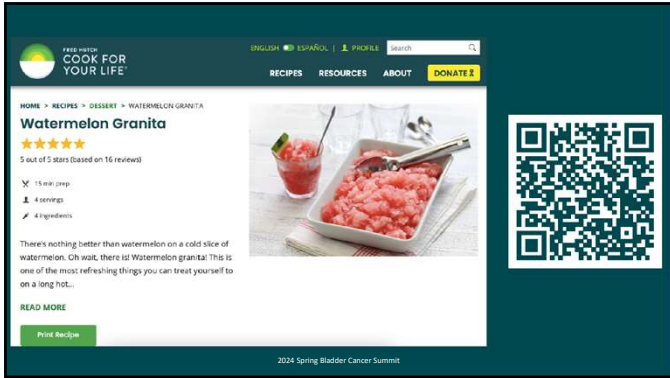 ENGLISH ESPAÑOL | PROFILE Search
FRED HUTCH
COOK FOR
YOUR LIFE
RECIPES RESOURCES ABOUT DONATE
HOME > RECIPES > DESSERT > WATERMELON GRANITA
Watermelon Granita
5 out of 5 stars (based on 16 reviews)
15 min prep
4 servings
4 ingredients
There's nothing better than watermelon on a cold slice of
watermelon. Oh wait, there is! Watermelon granita! This is
one of the most refreshing things you can treat yourself to
on a long hot...
READ MORE
Print Recipe
2024 Spring Bladder Cancer Summit